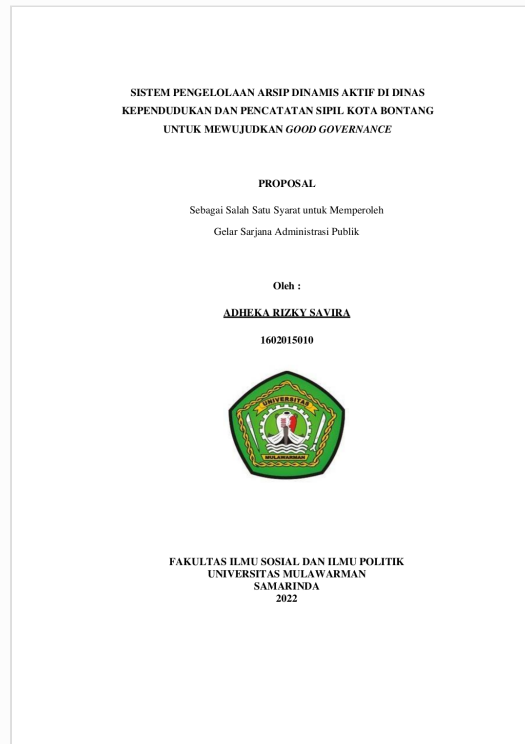 SISTEM PENGELOLAAN ARSIP DINAMIS AKTIF DI DINAS
KEPENDUDUKAN DAN PENCATATAN SIPIL KOTA BONTANG
UNTUK MEWUJUDKAN GOOD GOVERNANCE
PROPOSAL
Sebagai Salah Satu Syarat untuk Memperoleh
Gelar Sarjana Administrasi Publik
Oleh :
ADHEKA RIZKY SAVIRA
1602015010
UNIVERSITAS
MULAWARMAN
FAKULTAS ILMU SOSIAL DAN ILMU POLITIK
UNIVERSITAS MULAWARMAN
SAMARINDA
2022